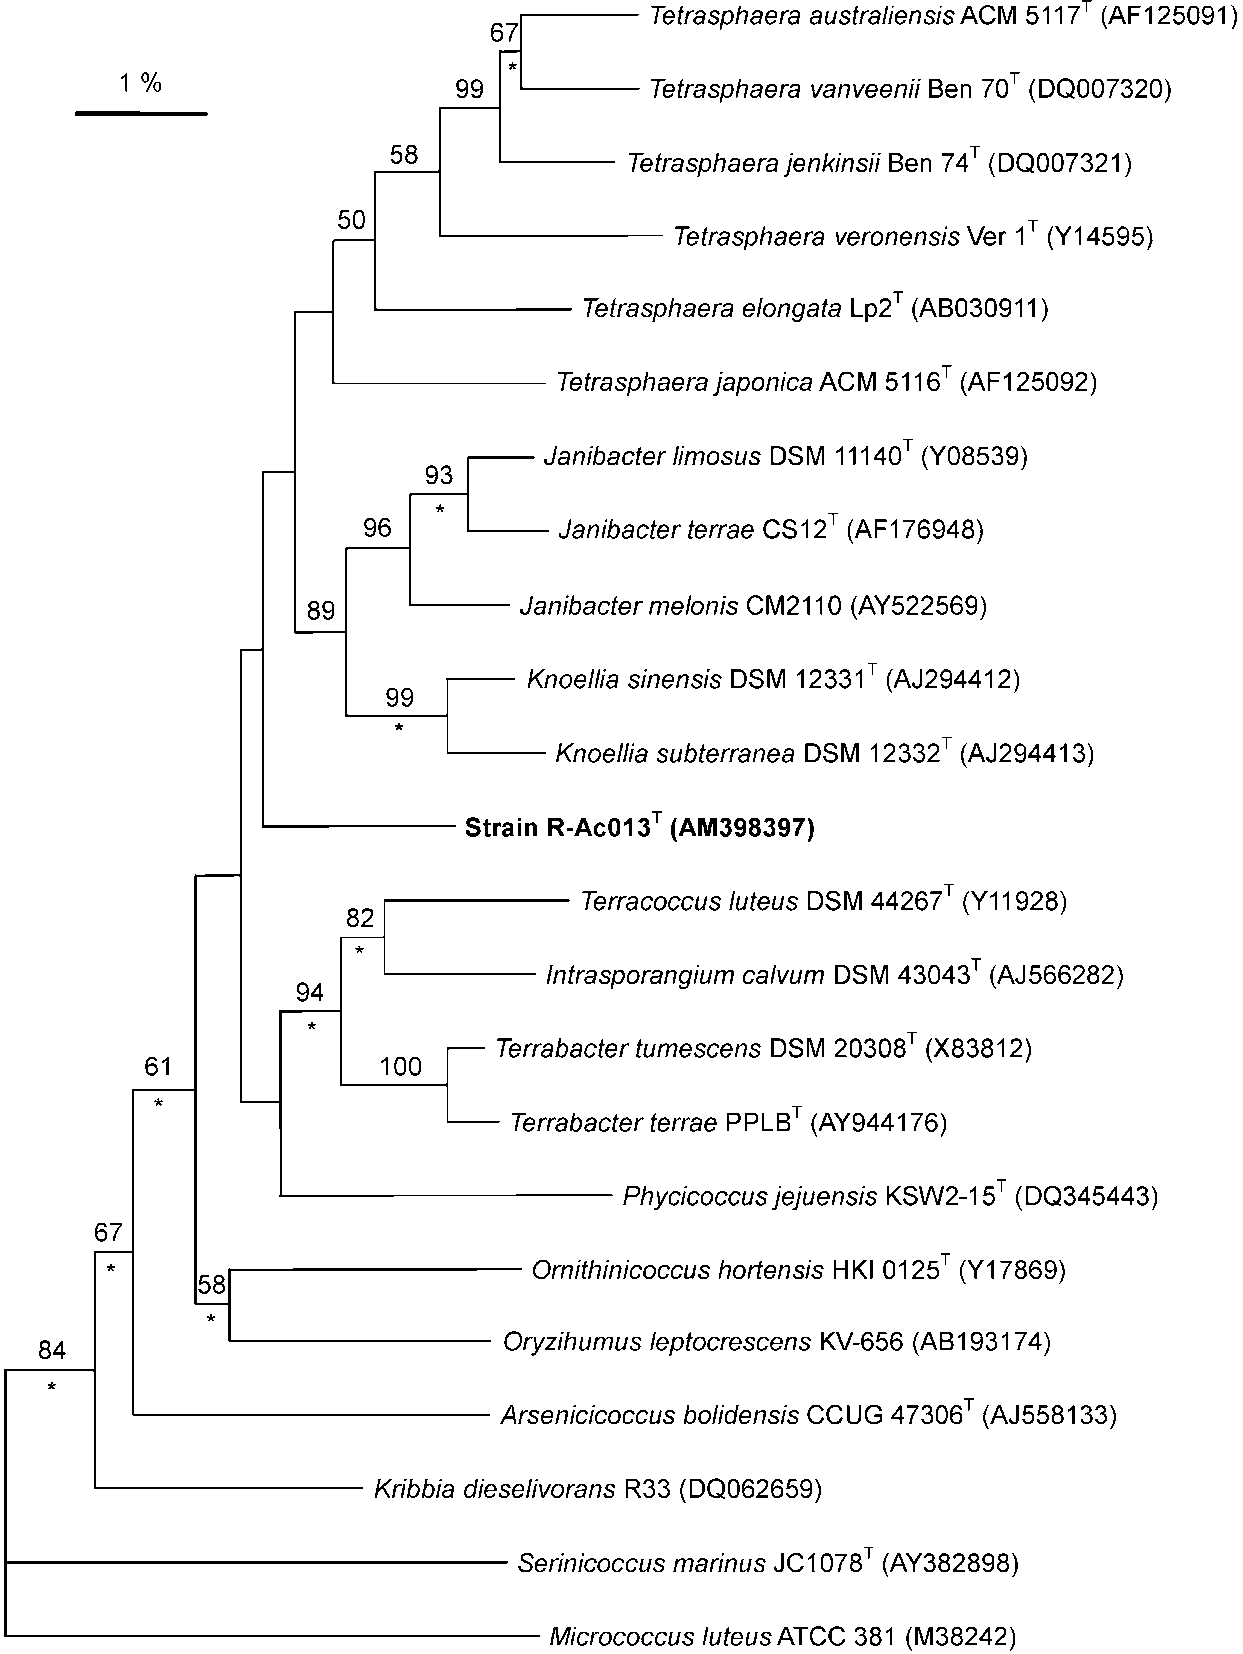 Tetrasphaera australiensis ACM 5117T (AF125091)
67
*
1 %
Tetrasphaera vanveenii Ben 70T (DQ007320)
99
58
Tetrasphaera jenkinsii Ben 74T (DQ007321)
50
Tetrasphaera veronensis Ver 1T (Y14595)
Tetrasphaera elongata Lp2T (AB030911)
Tetrasphaera japonica ACM 5116T (AF125092)
Janibacter limosus DSM 11140T (Y08539)
93
*
96
Janibacter terrae CS12T (AF176948)
89
Janibacter melonis CM2110 (AY522569)
Knoellia sinensis DSM 12331T (AJ294412)
99
*
Knoellia subterranea DSM 12332T (AJ294413)
Strain R-Ac013T (AM398397)
Terracoccus luteus DSM 44267T (Y11928)
82
*
Intrasporangium calvum DSM 43043T (AJ566282)
94
*
Terrabacter tumescens DSM 20308T (X83812)
100
61
*
Terrabacter terrae PPLBT (AY944176)
Phycicoccus jejuensis KSW2-15T (DQ345443)
67
*
Ornithinicoccus hortensis HKI 0125T (Y17869)
58
*
Oryzihumus leptocrescens KV-656 (AB193174)
84
*
Arsenicicoccus bolidensis CCUG 47306T (AJ558133)
Kribbia dieselivorans R33 (DQ062659)
Serinicoccus marinus JC1078T (AY382898)
Micrococcus luteus ATCC 381 (M38242)